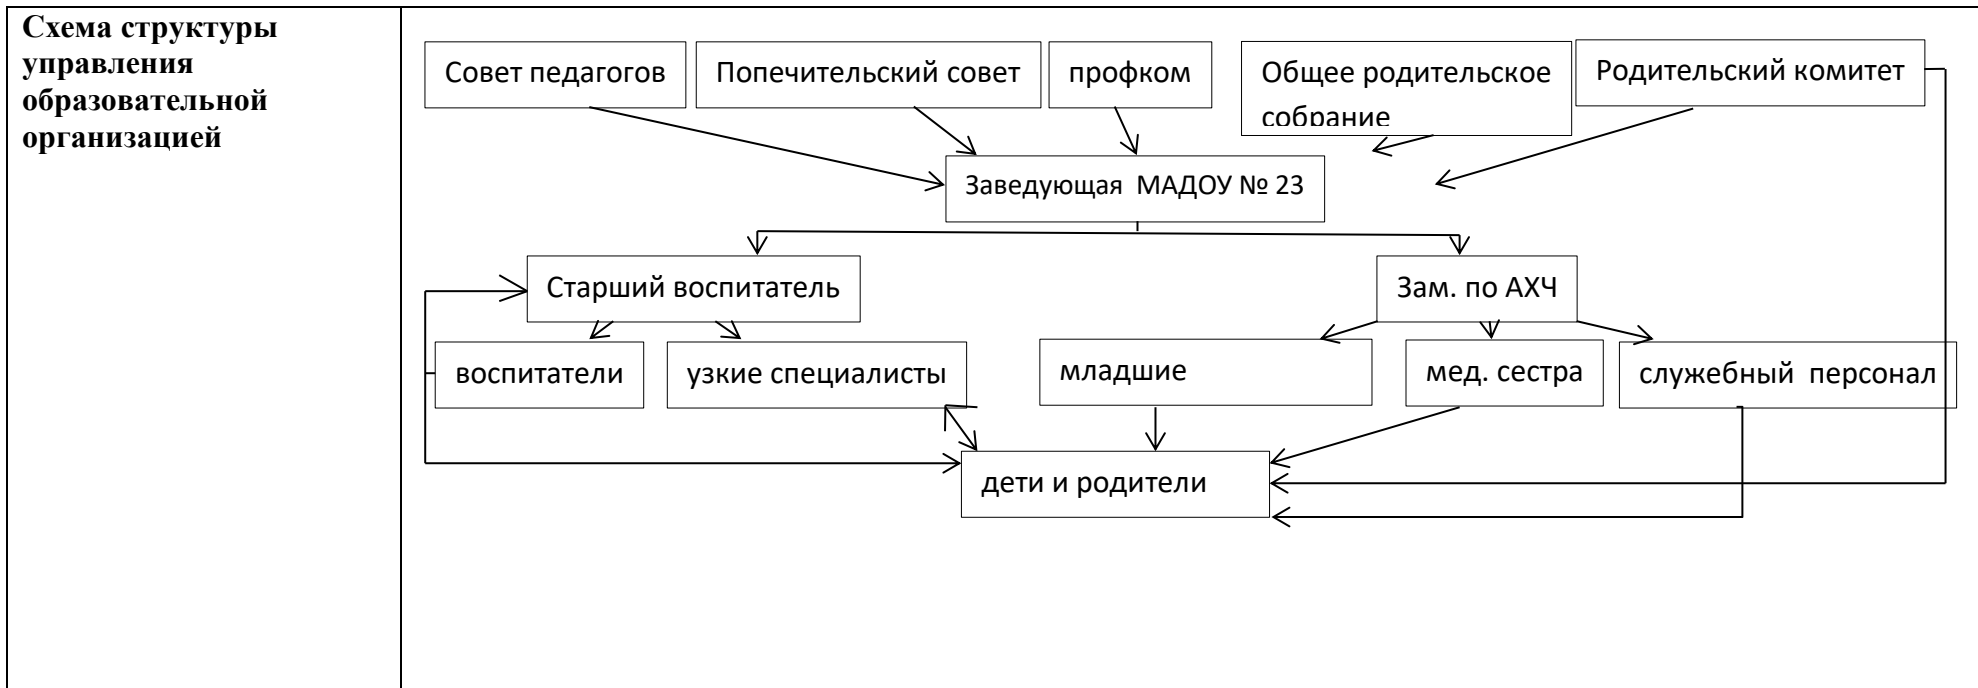 Схема структуры
управления
образовательной
организацией
Совет педагогов
Попечительский совет
профком
Общее родительское
собрание
Родительский комитет
Заведующая  МАДОУ № 23
Старший воспитатель
Зам. по АХЧ
воспитатели
узкие специалисты
младшие
мед. сестра
служебный  персонал
дети и родители